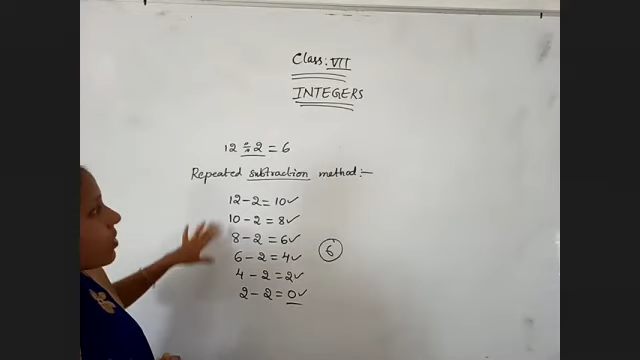 Class: VII
INTEGERS
12 ÷ 2 = 6
Repeated subtraction method:-
12 - 2 = 10 ✓
10 - 2 = 8 ✓
8 - 2 = 6 ✓
6
6 - 2 = 4 ✓
4 - 2 = 2 ✓
2 - 2 = 0 ✓